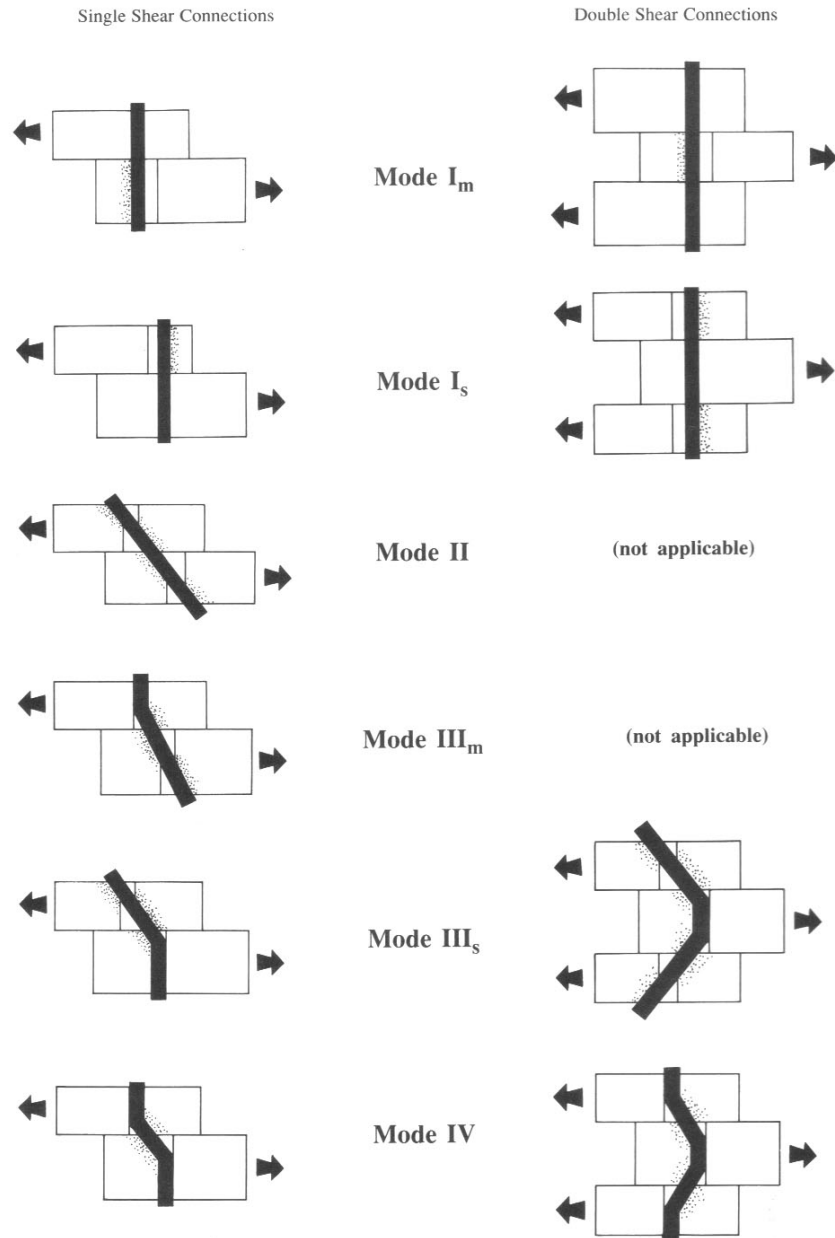 Single Shear Connections
Double Shear Connections
Mode Im
Mode Is
Mode II
(not applicable)
Mode IIIm
(not applicable)
Mode IIIs
Mode IV